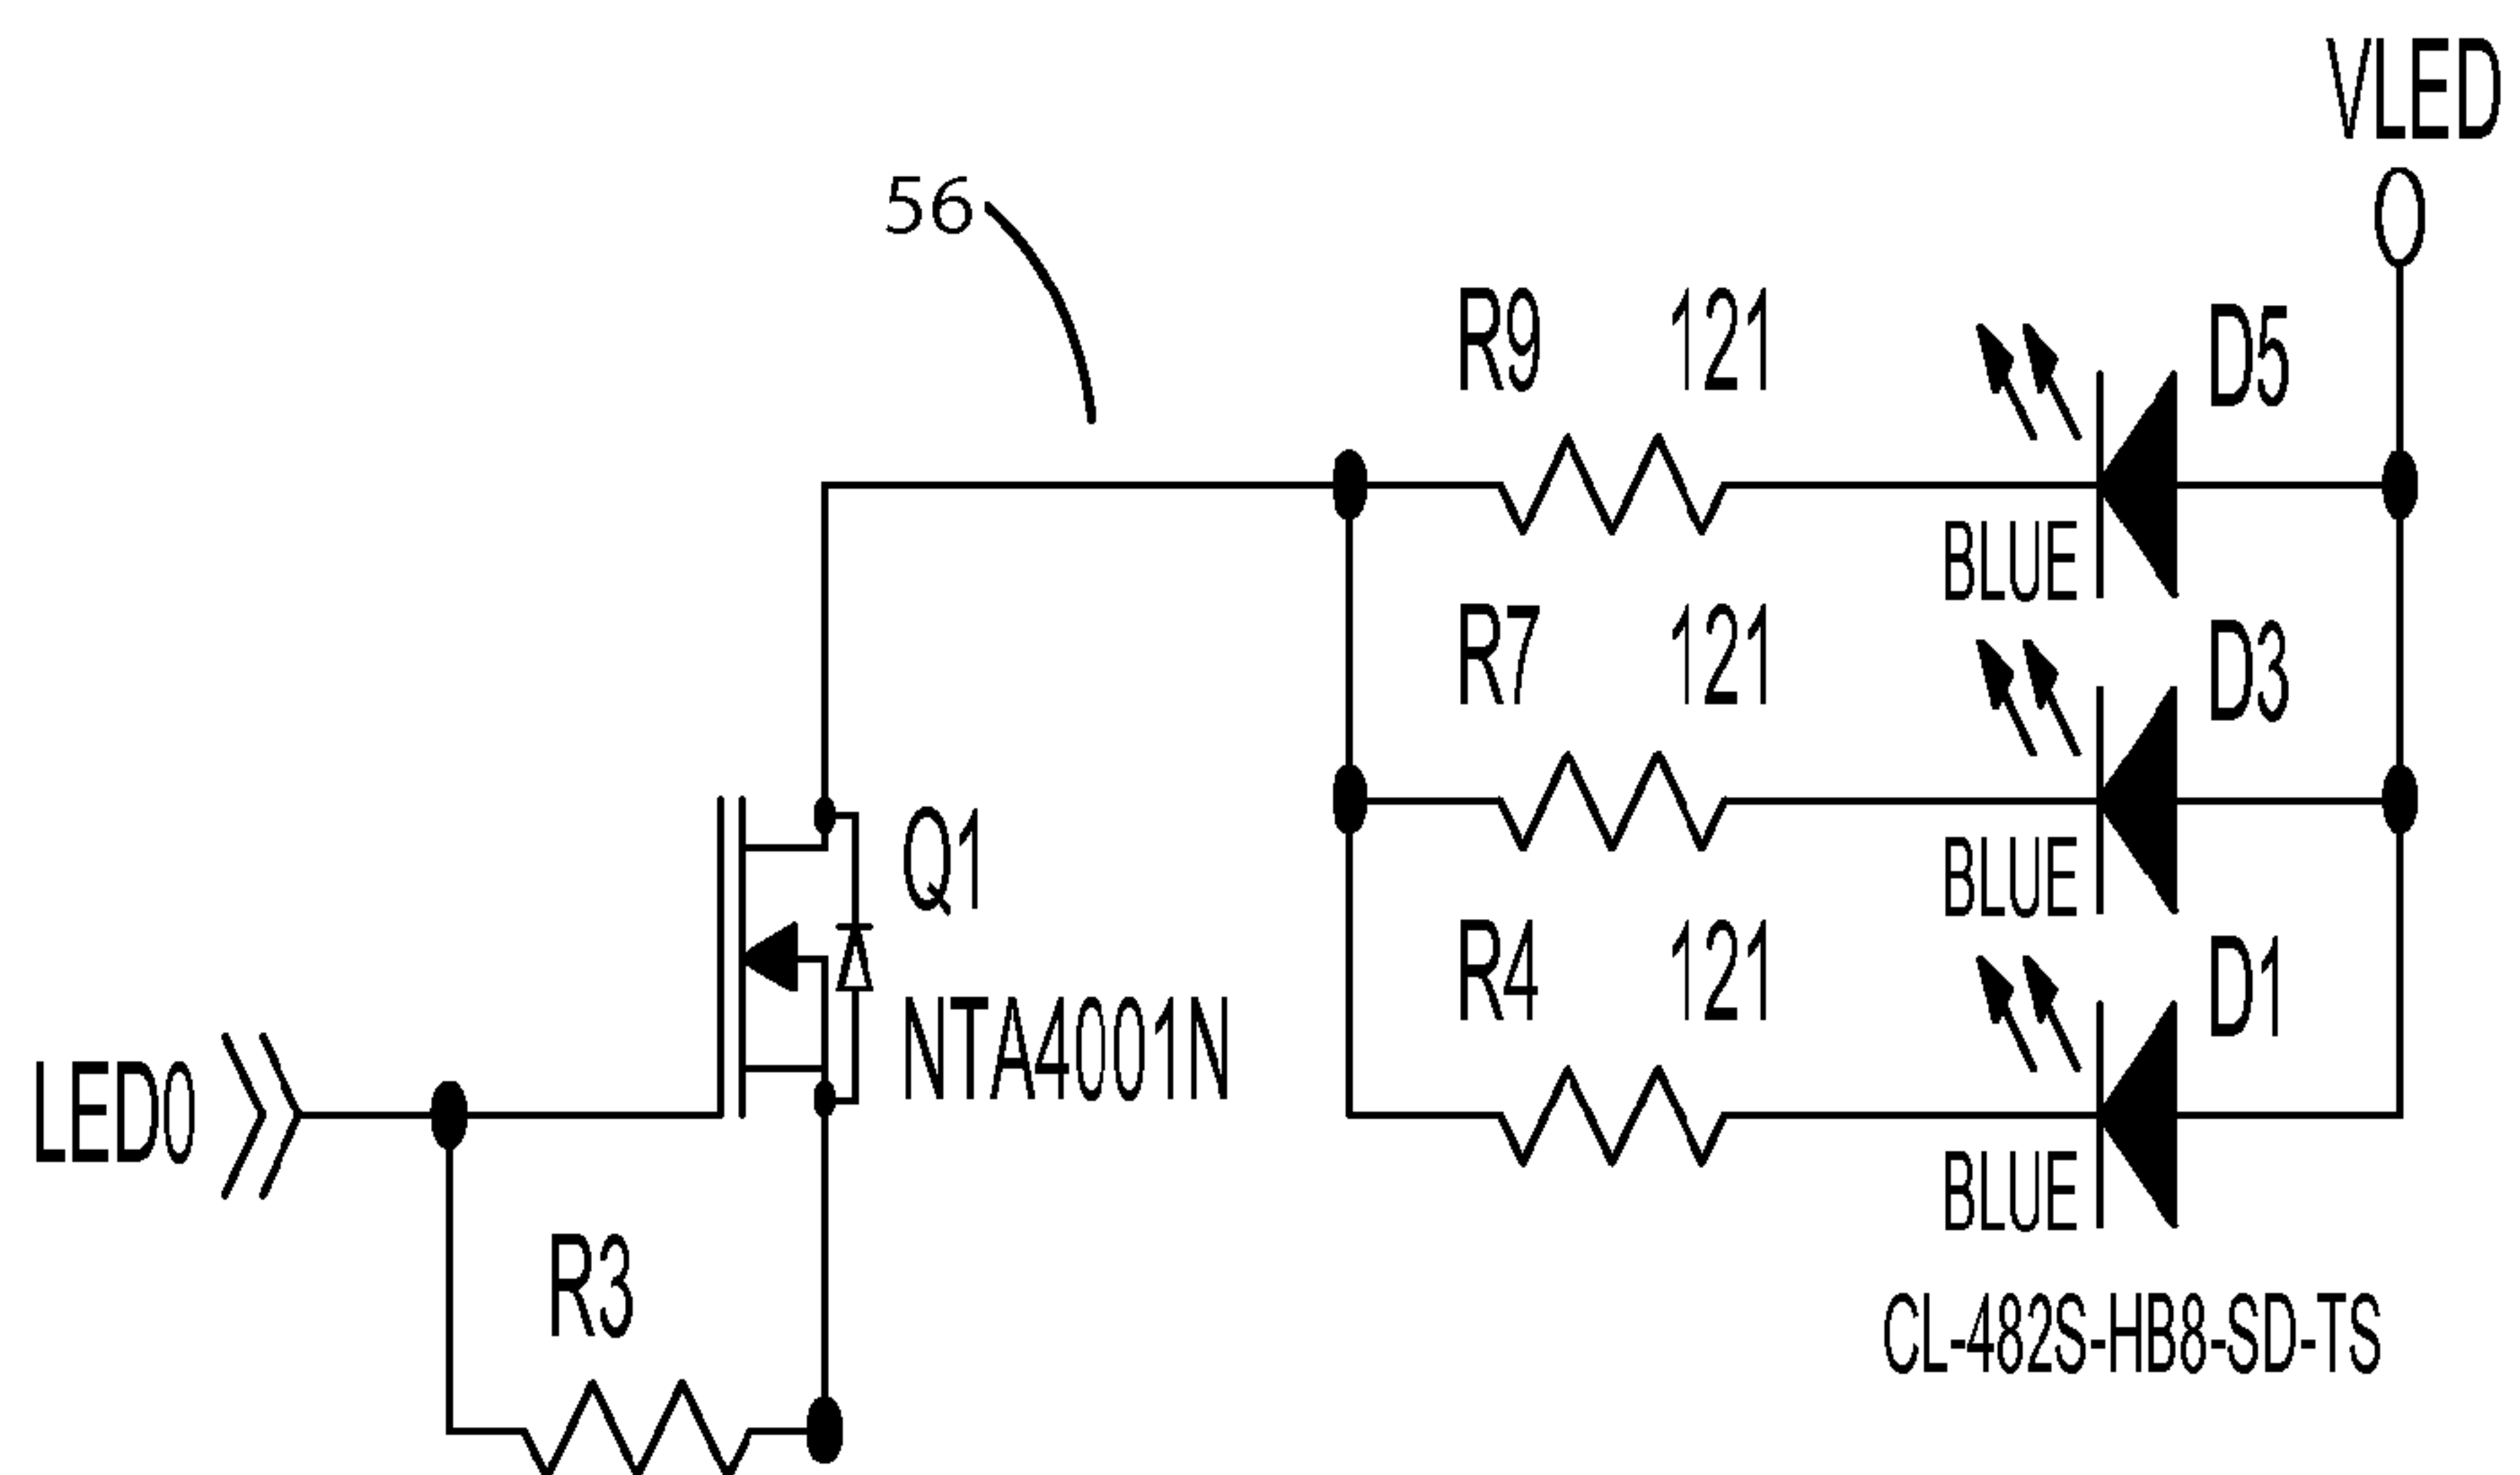 VLED
56
R9 121 D5
BLUE
R7 121 D3
BLUE
Q1
R4 121 D1
NTA4001N
LED0
BLUE
R3
CL-482S-HB8-SD-TS